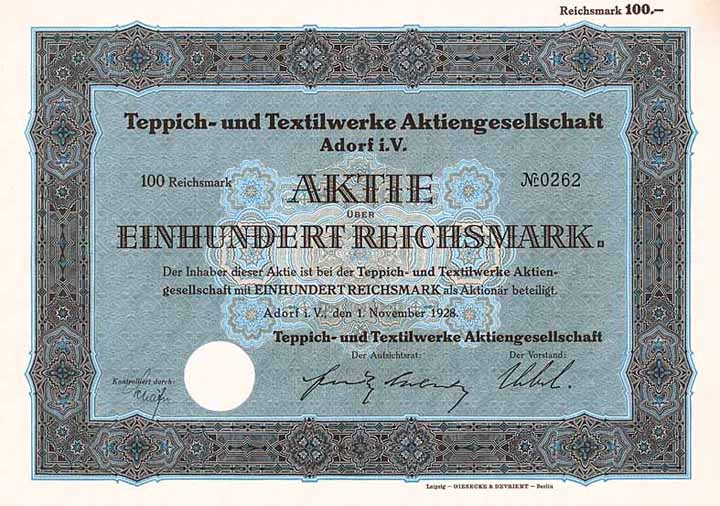 Reichsmark 100.—
Teppich- und Textilwerke Aktiengesellschaft
Adorf i.V.
100 Reichsmark AKTIE №0262
ÜBER
EINHUNDERT REICHSMARK.
Der Inhaber dieser Aktie ist bei der Teppich- und Textilwerke Aktien-
gesellschaft mit EINHUNDERT REICHSMARK als Aktionär beteiligt.
Adorf i. V., den 1. November 1928.
Teppich- und Textilwerke Aktiengesellschaft
Der Aufsichtsrat: Der Vorstand:
Kontrolliert durch:
Leipzig — GIESECKE & DEVRIENT — Berlin